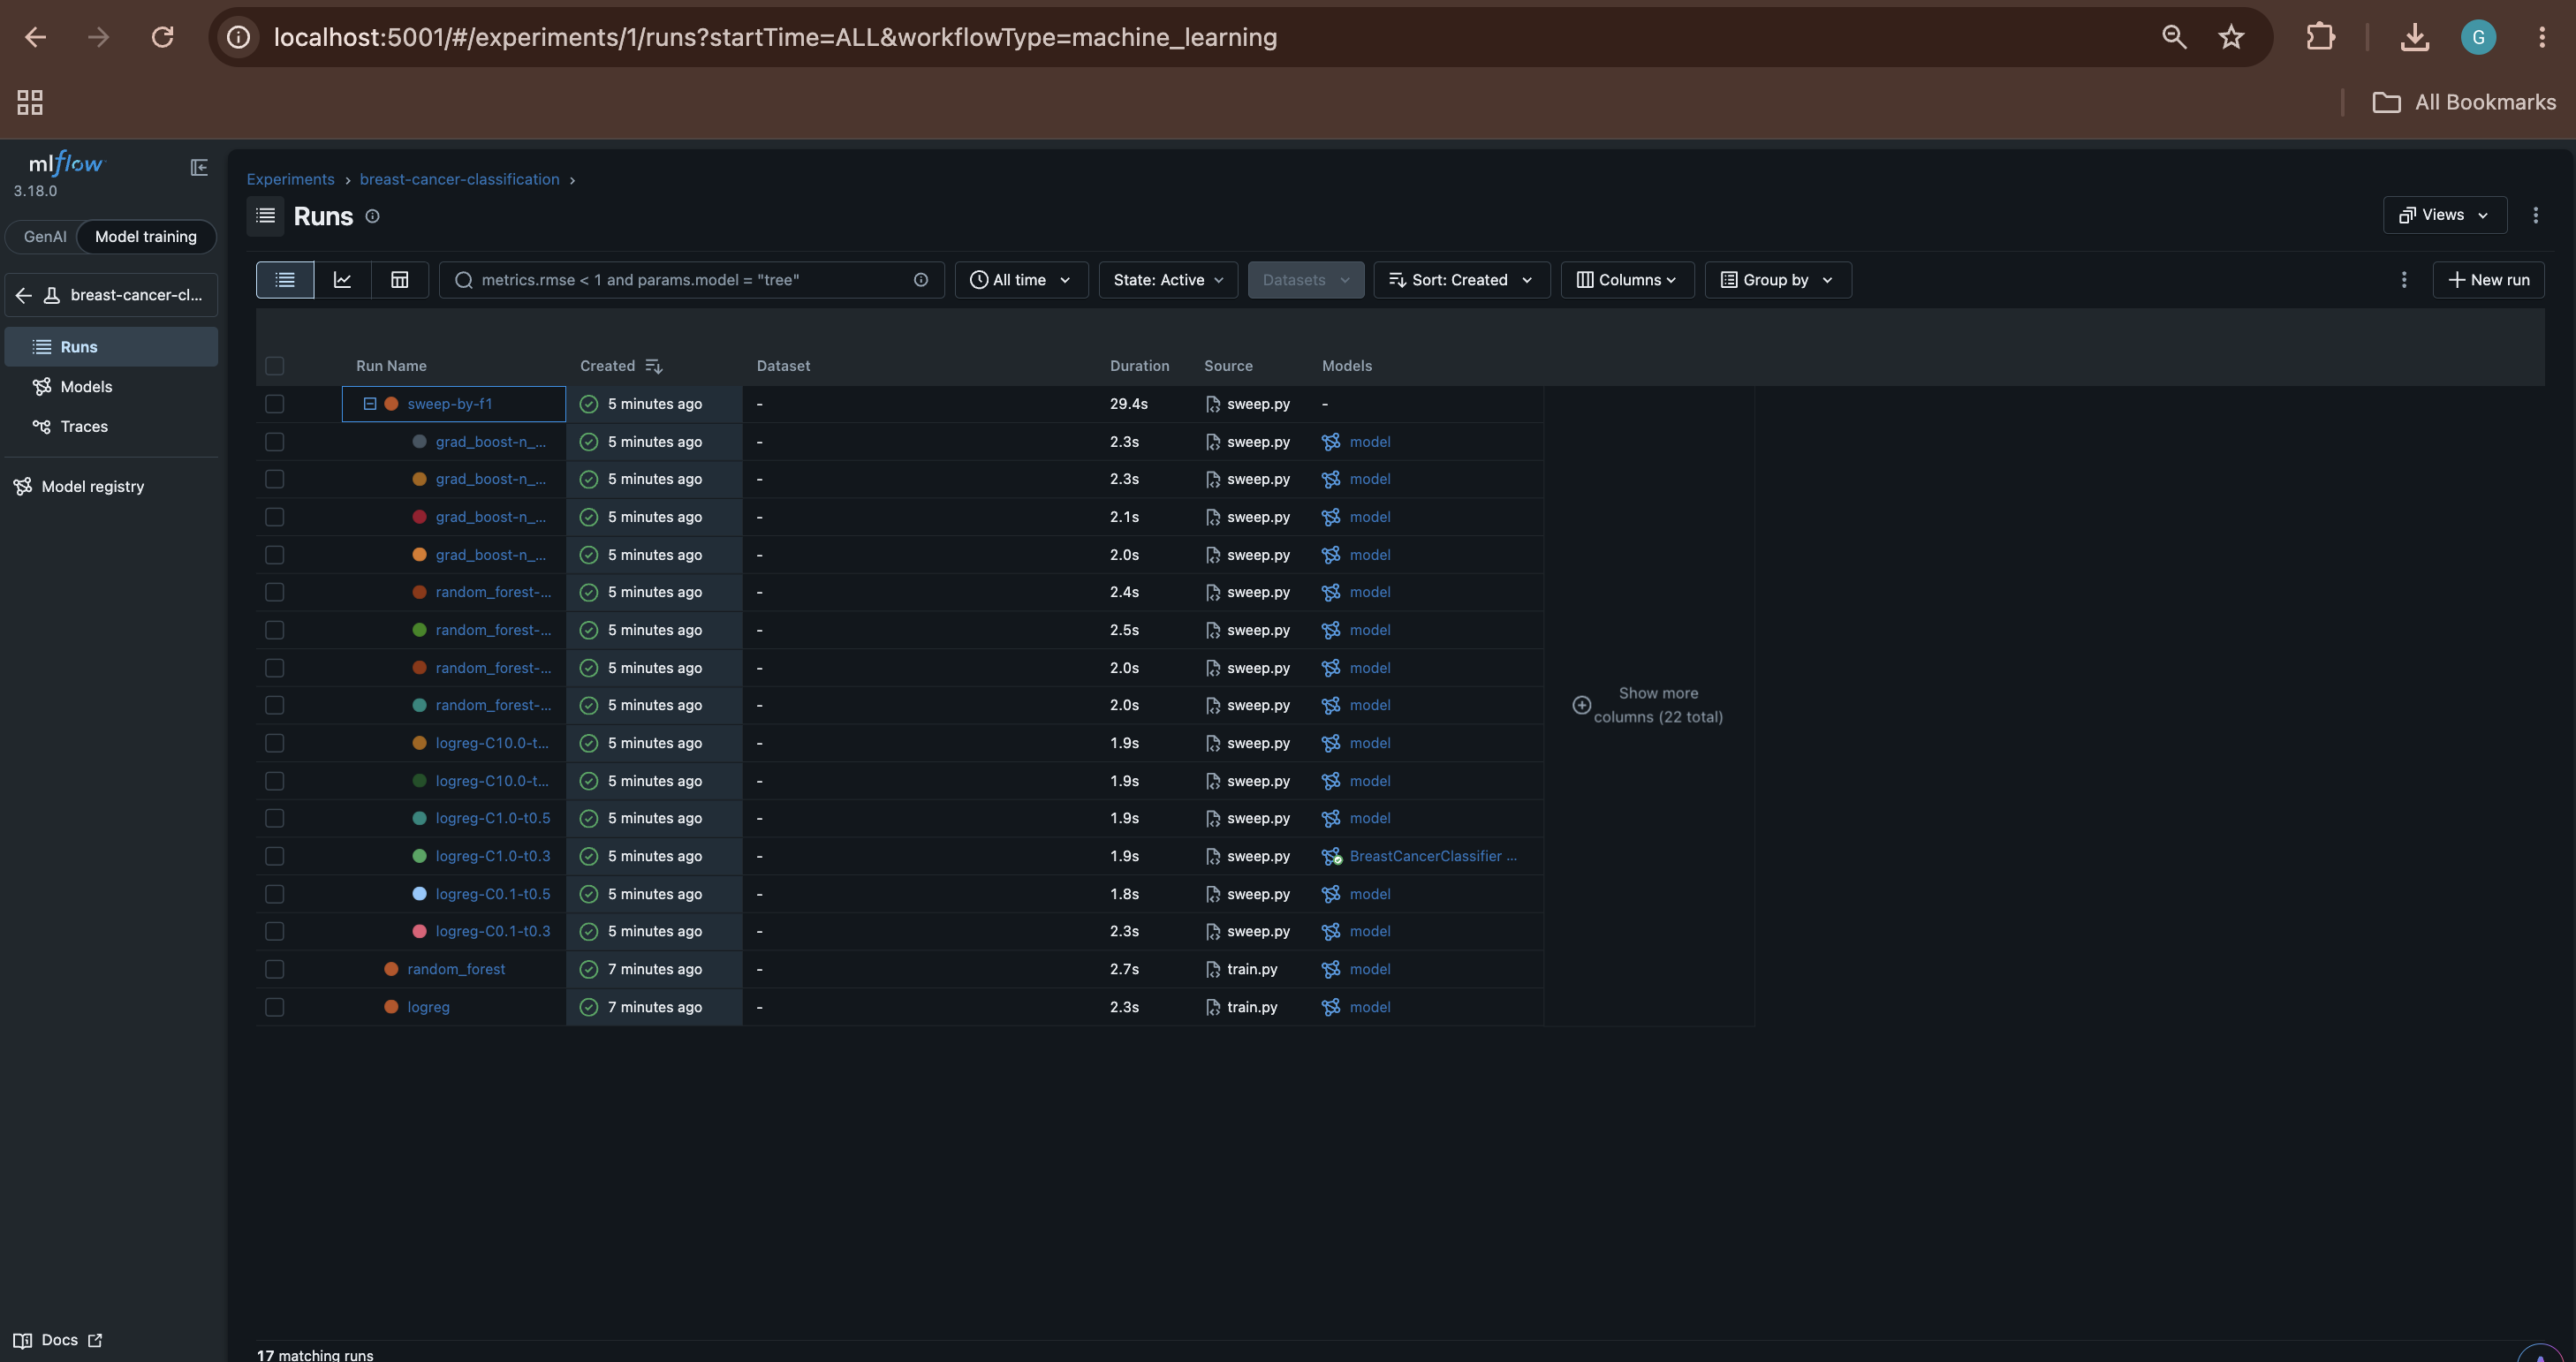 localhost:5001/#/experiments/1/runs?startTime=ALL&workflowType=machine_learning
G
All Bookmarks
mlflow
3.18.0
GenAI Model training
breast-cancer-cl...
Runs
Models
Traces
Model registry
Docs
Experiments › breast-cancer-classification ›
Runs
Views
metrics.rmse < 1 and params.model = "tree"
All time
State: Active
Datasets
Sort: Created
Columns
Group by
New run
Run Name Created Dataset Duration Source Models
sweep-by-f1 5 minutes ago - 29.4s sweep.py -
grad_boost-n_... 5 minutes ago - 2.3s sweep.py model
grad_boost-n_... 5 minutes ago - 2.3s sweep.py model
grad_boost-n_... 5 minutes ago - 2.1s sweep.py model
grad_boost-n_... 5 minutes ago - 2.0s sweep.py model
random_forest-... 5 minutes ago - 2.4s sweep.py model
random_forest-... 5 minutes ago - 2.5s sweep.py model
random_forest-... 5 minutes ago - 2.0s sweep.py model
random_forest-... 5 minutes ago - 2.0s sweep.py model
logreg-C10.0-t... 5 minutes ago - 1.9s sweep.py model
logreg-C10.0-t... 5 minutes ago - 1.9s sweep.py model
logreg-C1.0-t0.5 5 minutes ago - 1.9s sweep.py model
logreg-C1.0-t0.3 5 minutes ago - 1.9s sweep.py BreastCancerClassifier ...
logreg-C0.1-t0.5 5 minutes ago - 1.8s sweep.py model
logreg-C0.1-t0.3 5 minutes ago - 2.3s sweep.py model
random_forest 7 minutes ago - 2.7s train.py model
logreg 7 minutes ago - 2.3s train.py model
Show more
columns (22 total)
17 matching runs